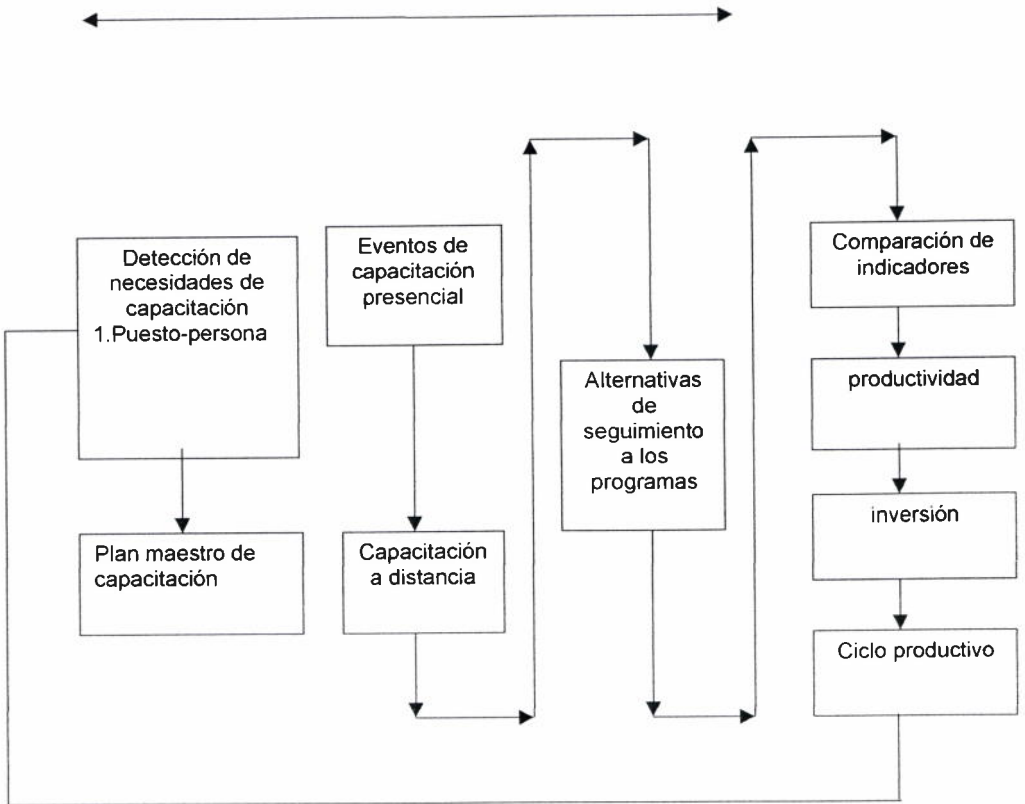 Detección de
necesidades de
capacitación
1.Puesto-persona
Plan maestro de
capacitación
Eventos de
capacitación
presencial
Capacitación
a distancia
Alternativas
de
seguimiento
a los
programas
Comparación de
indicadores
productividad
inversión
Ciclo productivo